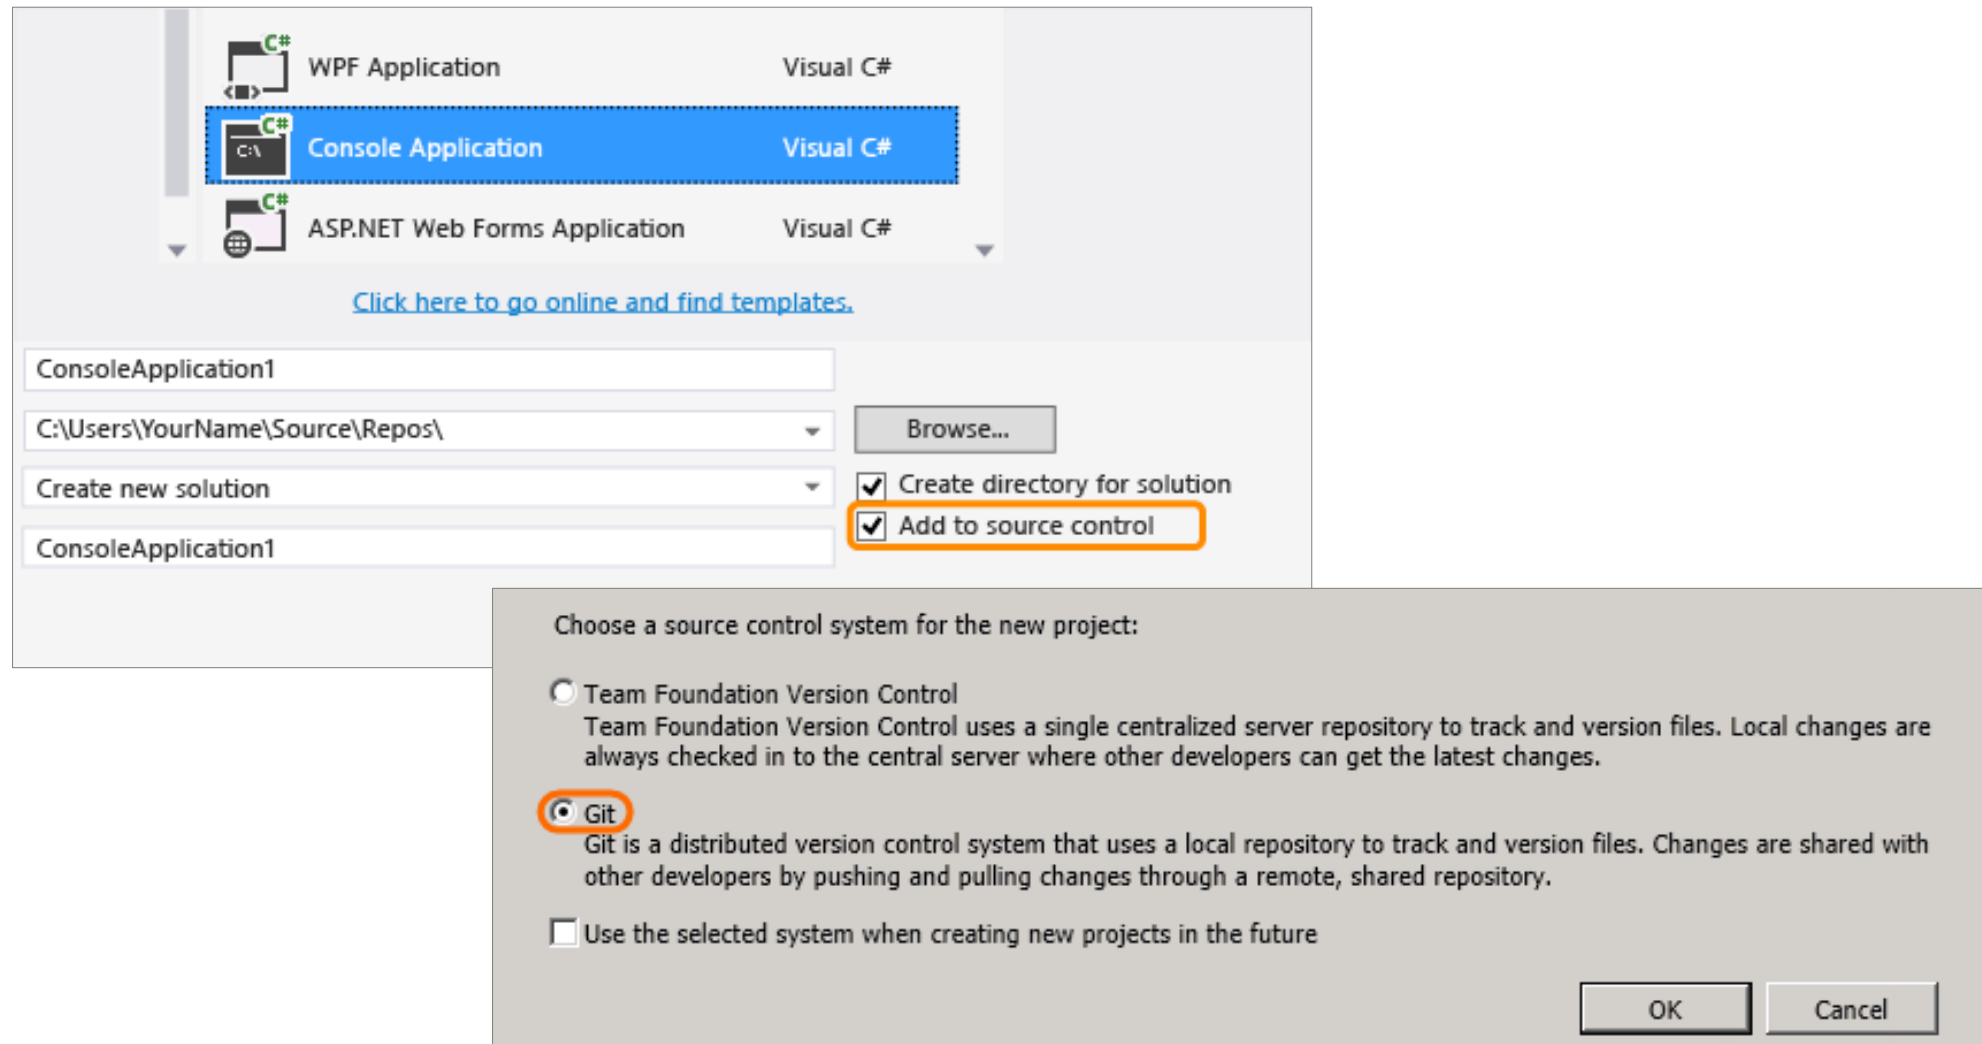 C#
WPF Application Visual C#
C#
C:\ Console Application Visual C#
C#
ASP.NET Web Forms Application Visual C#
Click here to go online and find templates.
ConsoleApplication1
C:\Users\YourName\Source\Repos\ Browse...
Create new solution Create directory for solution
Add to source control
ConsoleApplication1
Choose a source control system for the new project:
Team Foundation Version Control
Team Foundation Version Control uses a single centralized server repository to track and version files. Local changes are
always checked in to the central server where other developers can get the latest changes.
Git
Git is a distributed version control system that uses a local repository to track and version files. Changes are shared with
other developers by pushing and pulling changes through a remote, shared repository.
Use the selected system when creating new projects in the future
OK Cancel